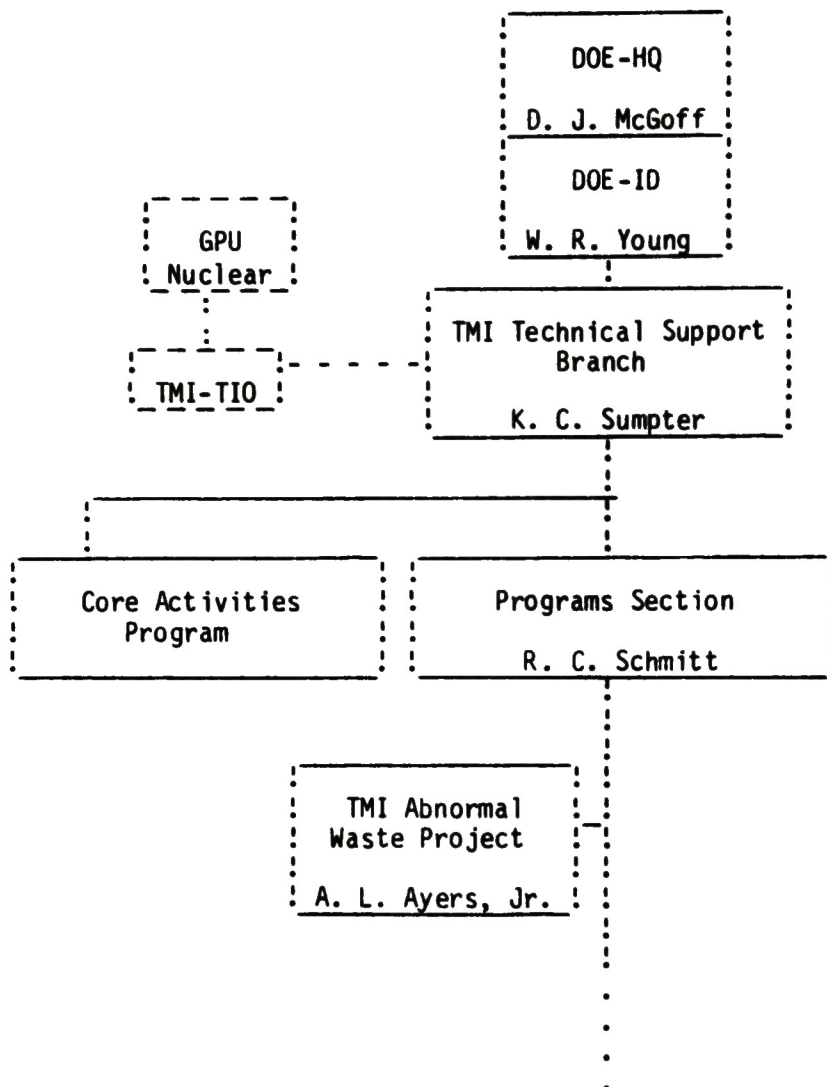 DOE-HQ
D. J. McGoff
DOE-ID
W. R. Young
GPU
Nuclear
TMI-TIO
TMI Technical Support
Branch
K. C. Sumpter
Core Activities
Program
Programs Section
R. C. Schmitt
TMI Abnormal
Waste Project
A. L. Ayers, Jr.